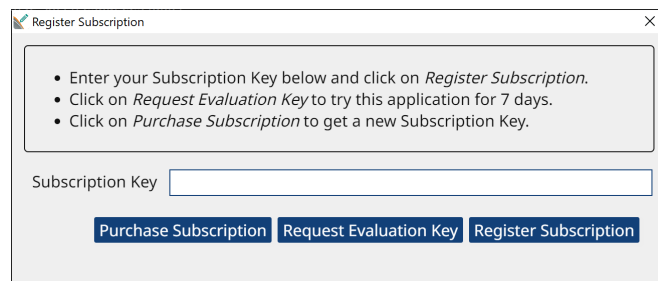 Register Subscription
• Enter your Subscription Key below and click on Register Subscription.
• Click on Request Evaluation Key to try this application for 7 days.
• Click on Purchase Subscription to get a new Subscription Key.
Subscription Key
Purchase Subscription Request Evaluation Key Register Subscription